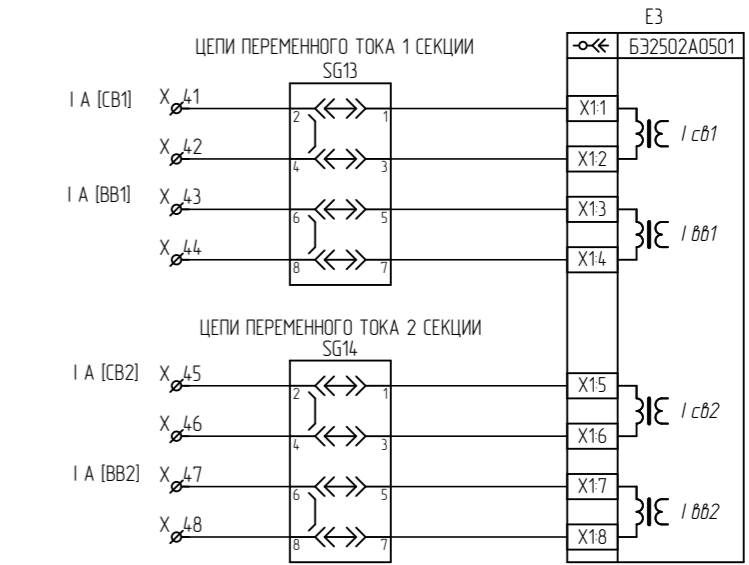 E3
БЭ2502А0501
ЦЕПИ ПЕРЕМЕННОГО ТОКА 1 СЕКЦИИ
SG13
I A [СВ1] X 41 2 1 X1:1 I св1
X 42 4 3 X1:2
I A [ВВ1] X 43 6 5 X1:3 I вв1
X 44 8 7 X1:4
ЦЕПИ ПЕРЕМЕННОГО ТОКА 2 СЕКЦИИ
SG14
I A [СВ2] X 45 2 1 X1:5 I св2
X 46 4 3 X1:6
I A [ВВ2] X 47 6 5 X1:7 I вв2
X 48 8 7 X1:8